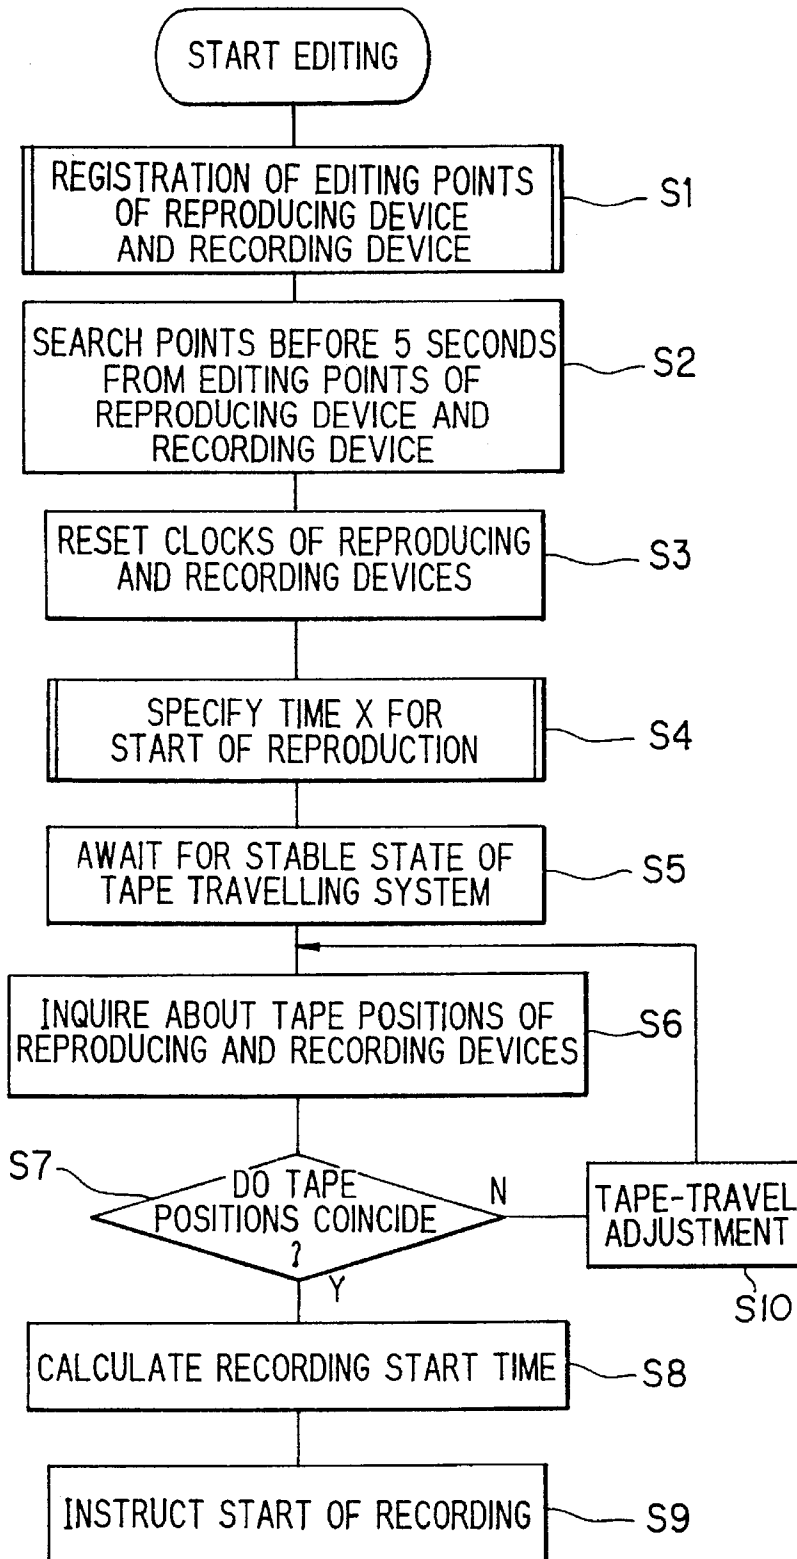 START EDITING
REGISTRATION OF EDITING POINTS
OF REPRODUCING DEVICE
AND RECORDING DEVICE
S1
SEARCH POINTS BEFORE 5 SECONDS
FROM EDITING POINTS OF
REPRODUCING DEVICE AND
RECORDING DEVICE
S2
RESET CLOCKS OF REPRODUCING
AND RECORDING DEVICES
S3
SPECIFY TIME X FOR
START OF REPRODUCTION
S4
AWAIT FOR STABLE STATE OF
TAPE TRAVELLING SYSTEM
S5
INQUIRE ABOUT TAPE POSITIONS OF
REPRODUCING AND RECORDING DEVICES
S6
S7
DO TAPE
POSITIONS COINCIDE
?
N
Y
TAPE-TRAVEL
ADJUSTMENT
S10
CALCULATE RECORDING START TIME
S8
INSTRUCT START OF RECORDING
S9